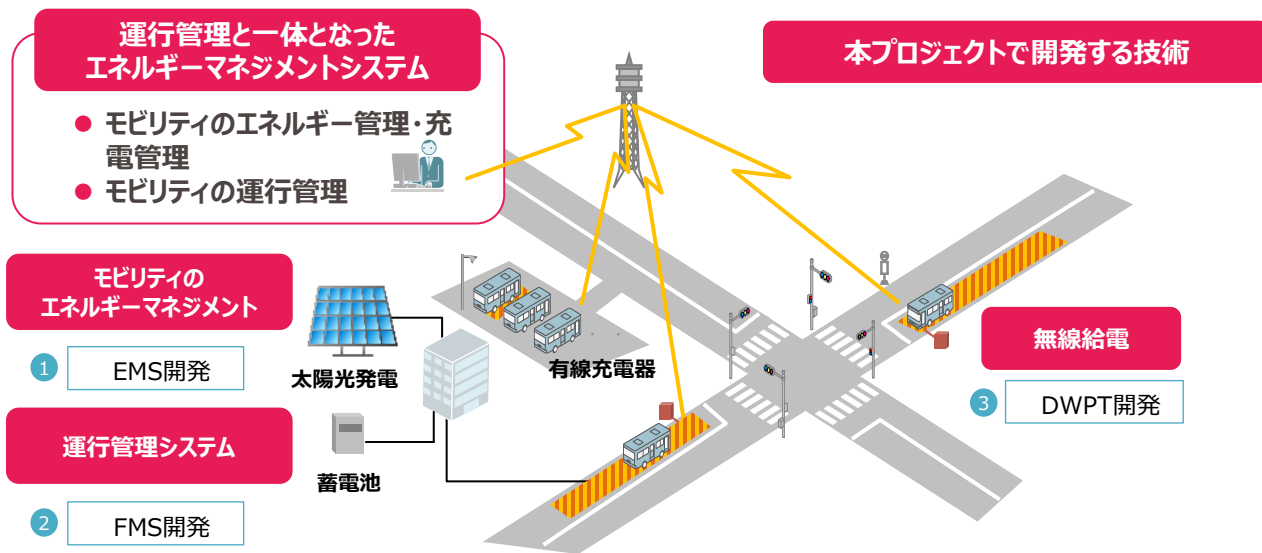 運行管理と一体となった
エネルギーマネジメントシステム
● モビリティのエネルギー管理・充
電管理
● モビリティの運行管理
本プロジェクトで開発する技術
モビリティの
エネルギーマネジメント
1 EMS開発
運行管理システム
2 FMS開発
太陽光発電
蓄電池
有線充電器
無線給電
3 DWPT開発